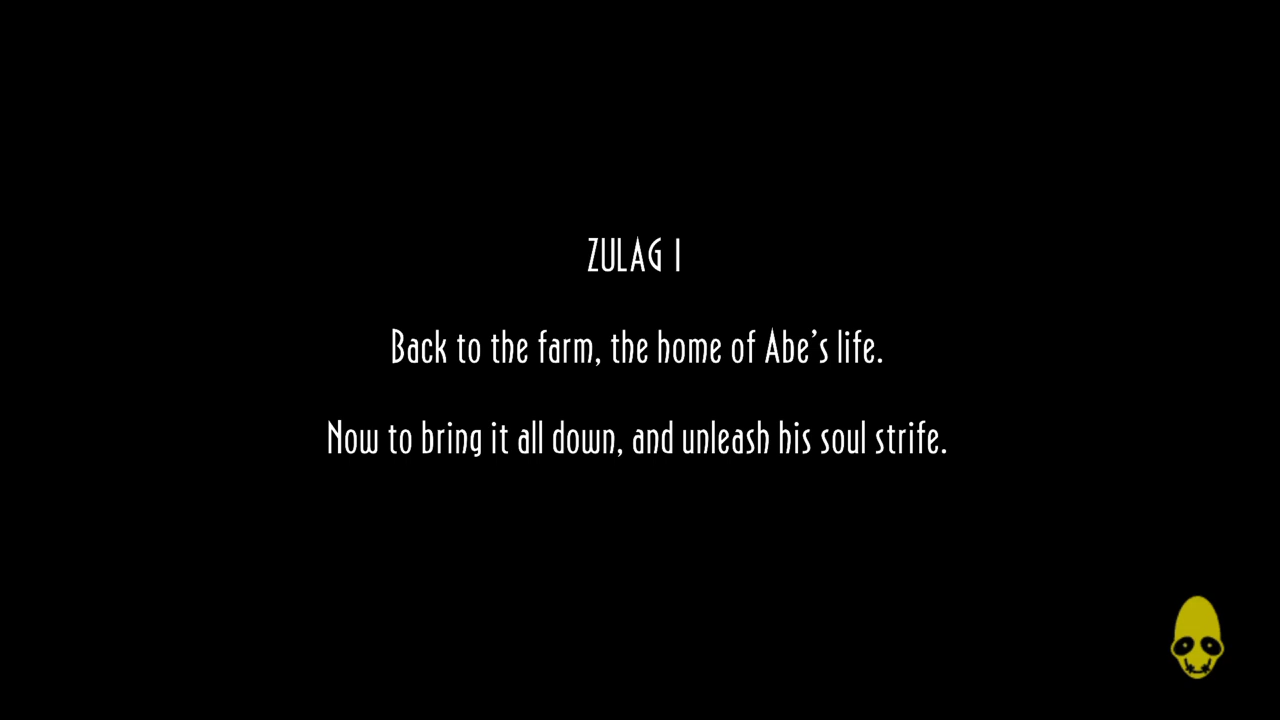 ZULAG 1
Back to the farm, the home of Abe’s life.
Now to bring it all down, and unleash his soul strife.